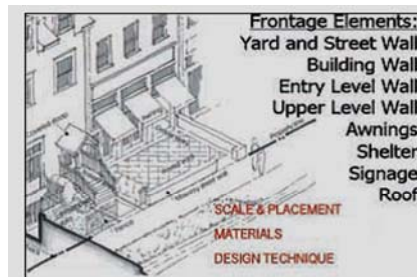 Frontage Elements:
Yard and Street Wall
Building Wall
Entry Level Wall
Upper Level Wall
Awnings
Shelter
Signage
Roof
SCALE & PLACEMENT
MATERIALS
DESIGN TECHNIQUE